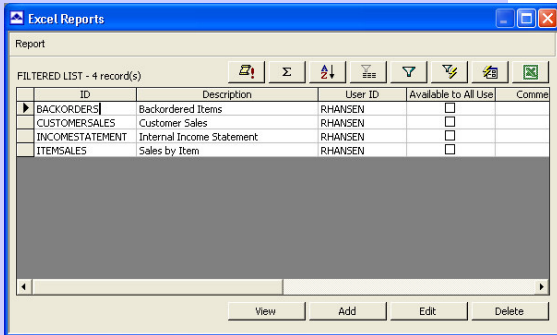 Excel Reports
Report
FILTERED LIST - 4 record(s)
ID Description User ID Available to All Use Comme
BACKORDERS Backordered Items RHANSEN
CUSTOMERSALES Customer Sales RHANSEN
INCOMESTATEMENT Internal Income Statement RHANSEN
ITEMSALES Sales by Item RHANSEN
View Add Edit Delete